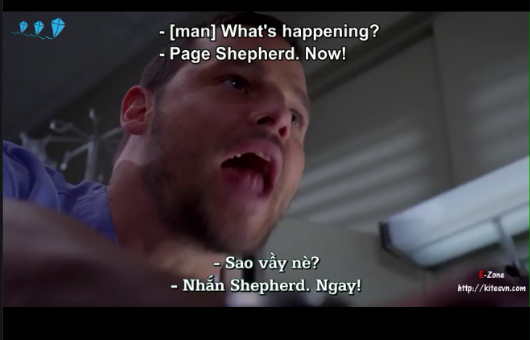 - [man] What's happening?
- Page Shepherd. Now!
- Sao vầy nè?
- Nhắn Shepherd. Ngay!
E-Zone
http://kitesvn.com